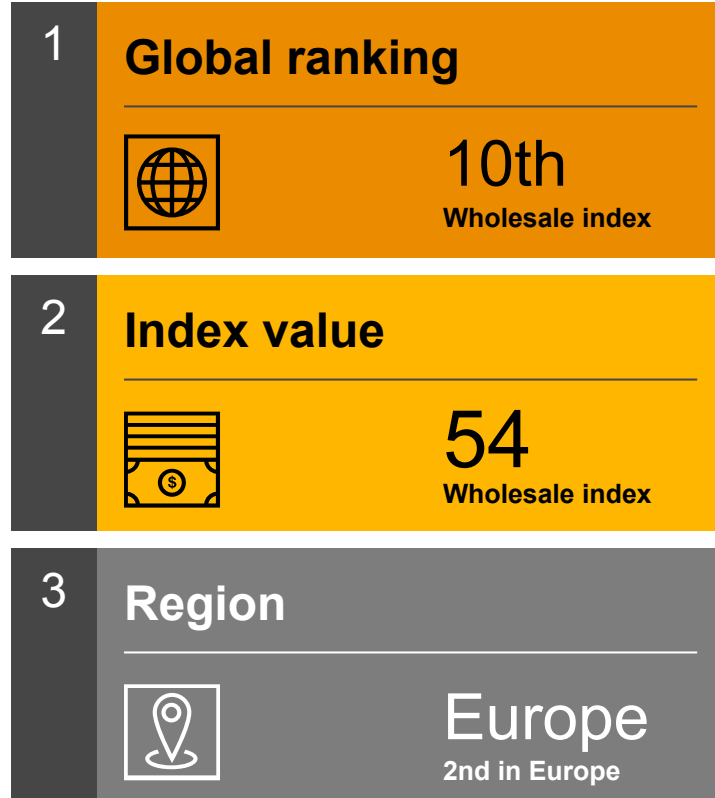 1
Global ranking
10th
Wholesale index
2
Index value
$
54
Wholesale index
3
Region
Europe
2nd in Europe